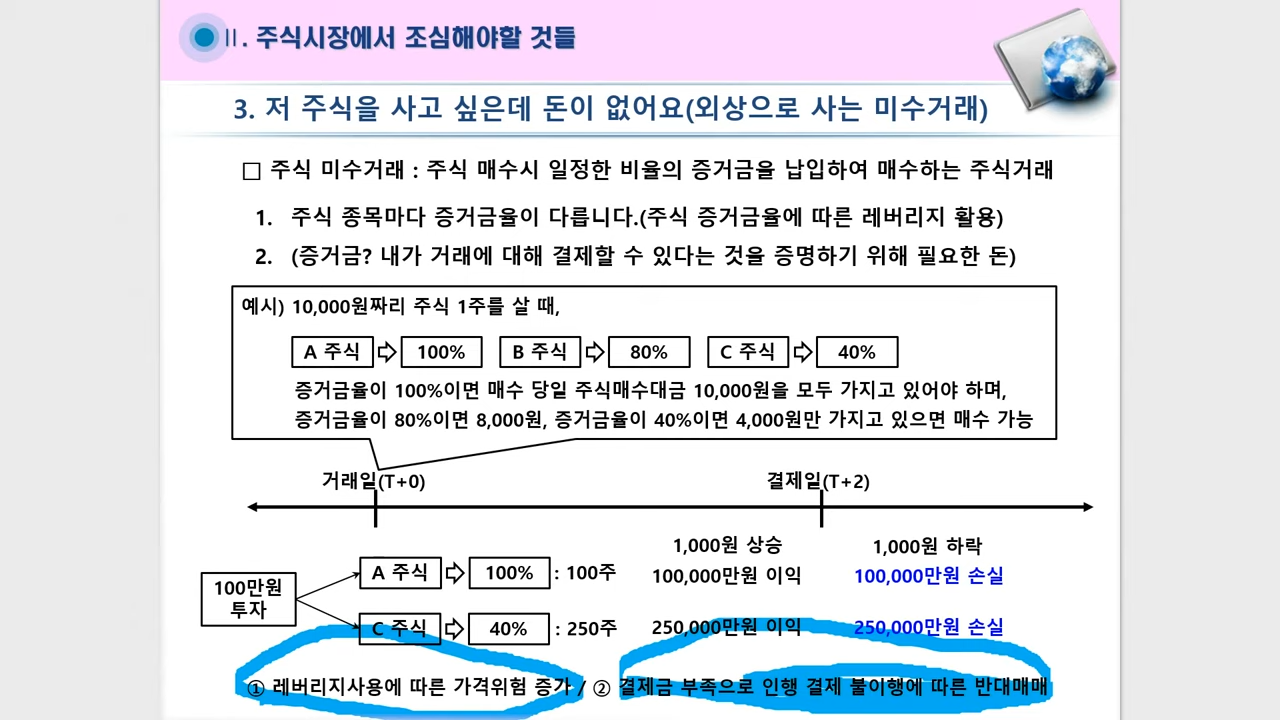 Ⅱ. 주식시장에서 조심해야할 것들
3. 저 주식을 사고 싶은데 돈이 없어요(외상으로 사는 미수거래)
□ 주식 미수거래 : 주식 매수시 일정한 비율의 증거금을 납입하여 매수하는 주식거래
1. 주식 종목마다 증거금율이 다릅니다.(주식 증거금율에 따른 레버리지 활용)
2. (증거금? 내가 거래에 대해 결제할 수 있다는 것을 증명하기 위해 필요한 돈)
예시) 10,000원짜리 주식 1주를 살 때,
A 주식 ⇨ 100% B 주식 ⇨ 80% C 주식 ⇨ 40%
증거금율이 100%이면 매수 당일 주식매수대금 10,000원을 모두 가지고 있어야 하며,
증거금율이 80%이면 8,000원, 증거금율이 40%이면 4,000원만 가지고 있으면 매수 가능
거래일(T+0) 결제일(T+2)
1,000원 상승 1,000원 하락
100만원
투자
A 주식 ⇨ 100% : 100주 100,000만원 이익 100,000만원 손실
C 주식 ⇨ 40% : 250주 250,000만원 이익 250,000만원 손실
① 레버리지사용에 따른 가격위험 증가 / ② 결제금 부족으로 인행 결제 불이행에 따른 반대매매